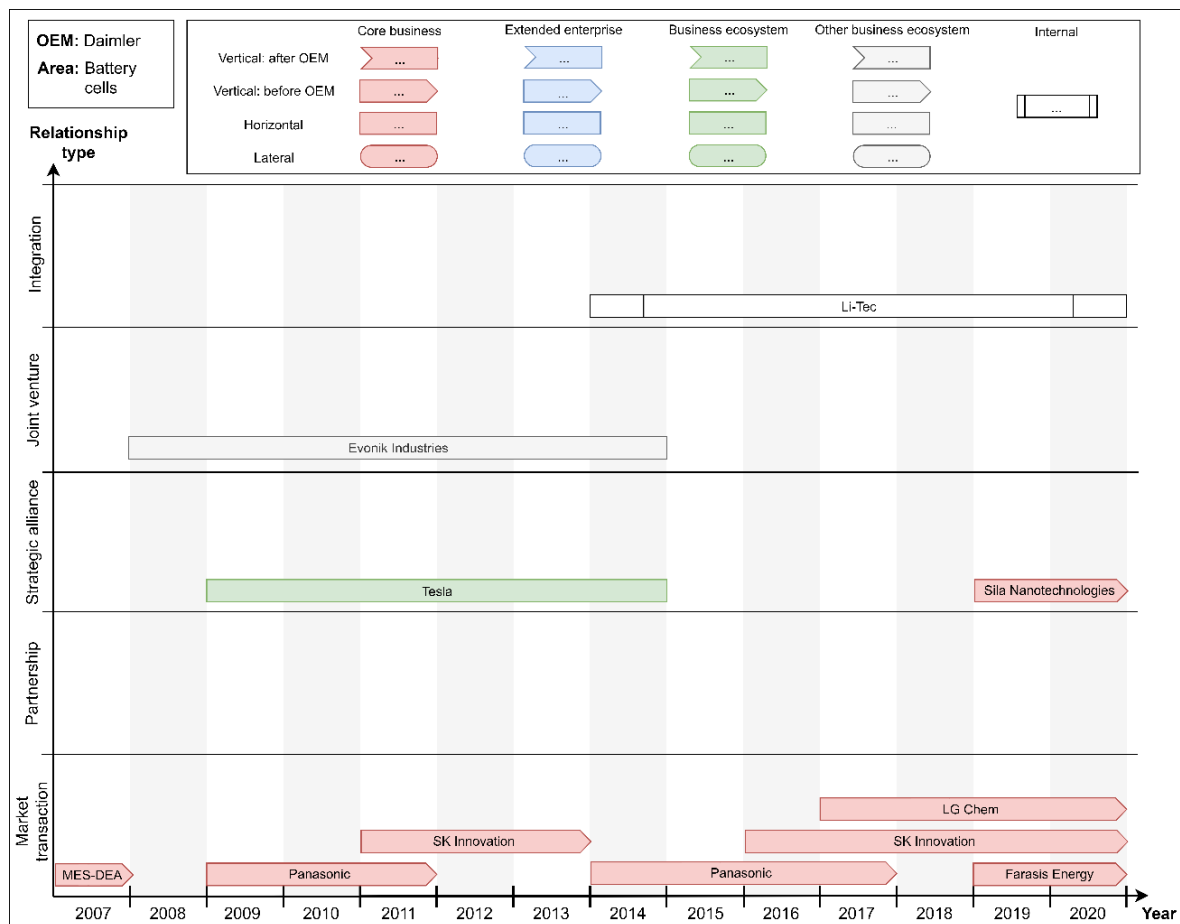 OEM: Daimler
Area: Battery
cells
Core business
Extended enterprise
Business ecosystem
Other business ecosystem
Internal
Vertical: after OEM
...
...
...
...
Vertical: before OEM
...
...
...
...
...
Horizontal
...
...
...
...
Lateral
...
...
...
...
Relationship
type
Integration
Li-Tec
Joint venture
Evonik Industries
Strategic alliance
Tesla
Sila Nanotechnologies
Partnership
Market
transaction
LG Chem
SK Innovation
SK Innovation
MES-DEA
Panasonic
Panasonic
Farasis Energy
2007 2008 2009 2010 2011 2012 2013 2014 2015 2016 2017 2018 2019 2020 Year